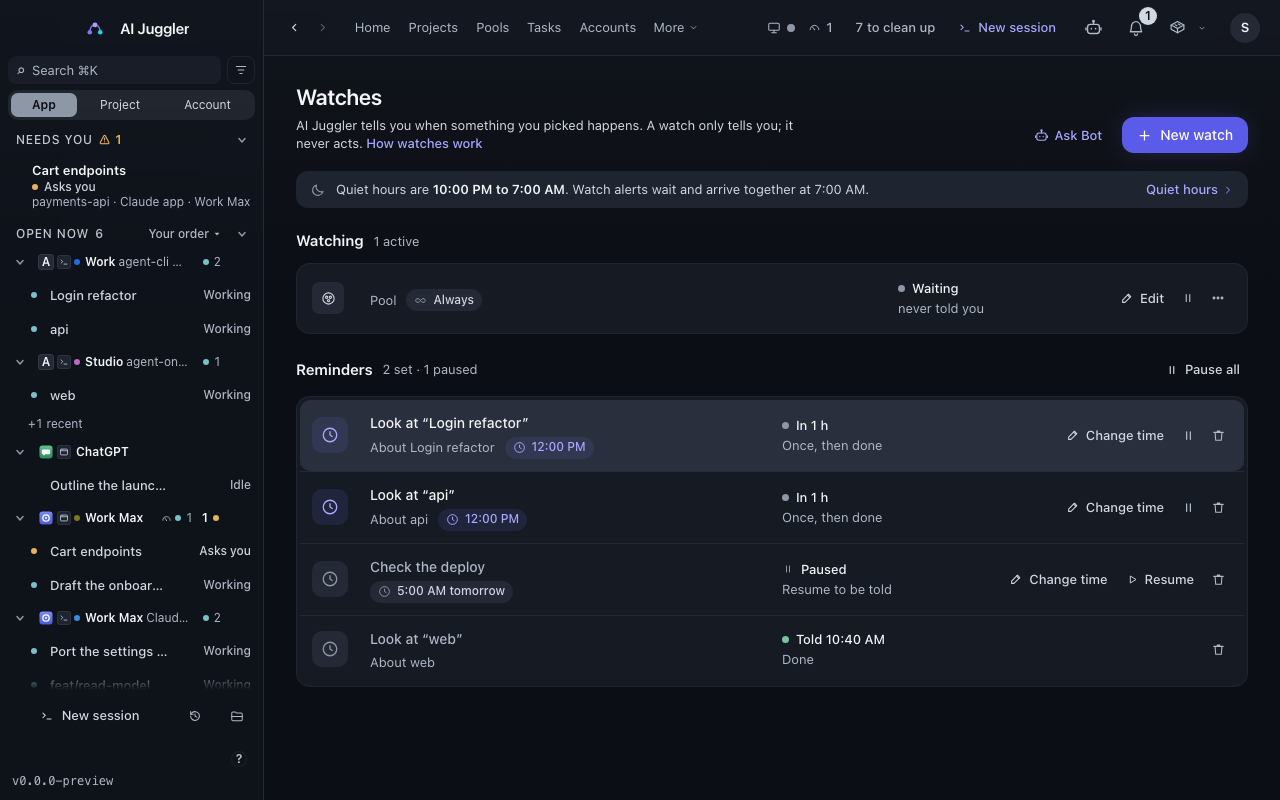 AI Juggler
Search ⌘K
App Project Account
NEEDS YOU 1
Cart endpoints
Asks you
payments-api · Claude app · Work Max
OPEN NOW 6 Your order
A Work agent-cli ... 2
Login refactor Working
api Working
A Studio agent-on... 1
web Working
+1 recent
ChatGPT
Outline the launc... Idle
Work Max 1 1
Cart endpoints Asks you
Draft the onboar... Working
Work Max Claud... 2
Port the settings ... Working
feat/read-model Working
New session
?
v0.0.0-preview
Home Projects Pools Tasks Accounts More 1 7 to clean up New session 1 S
Watches
AI Juggler tells you when something you picked happens. A watch only tells you; it
never acts. How watches work
Ask Bot
New watch
Quiet hours are 10:00 PM to 7:00 AM. Watch alerts wait and arrive together at 7:00 AM. Quiet hours
Watching 1 active
Pool Always
Waiting
never told you
Edit
Reminders 2 set · 1 paused Pause all
Look at “Login refactor”
About Login refactor 12:00 PM
In 1 h
Once, then done
Change time
Look at “api”
About api 12:00 PM
In 1 h
Once, then done
Change time
Check the deploy
5:00 AM tomorrow
Paused
Resume to be told
Change time Resume
Look at “web”
About web
Told 10:40 AM
Done